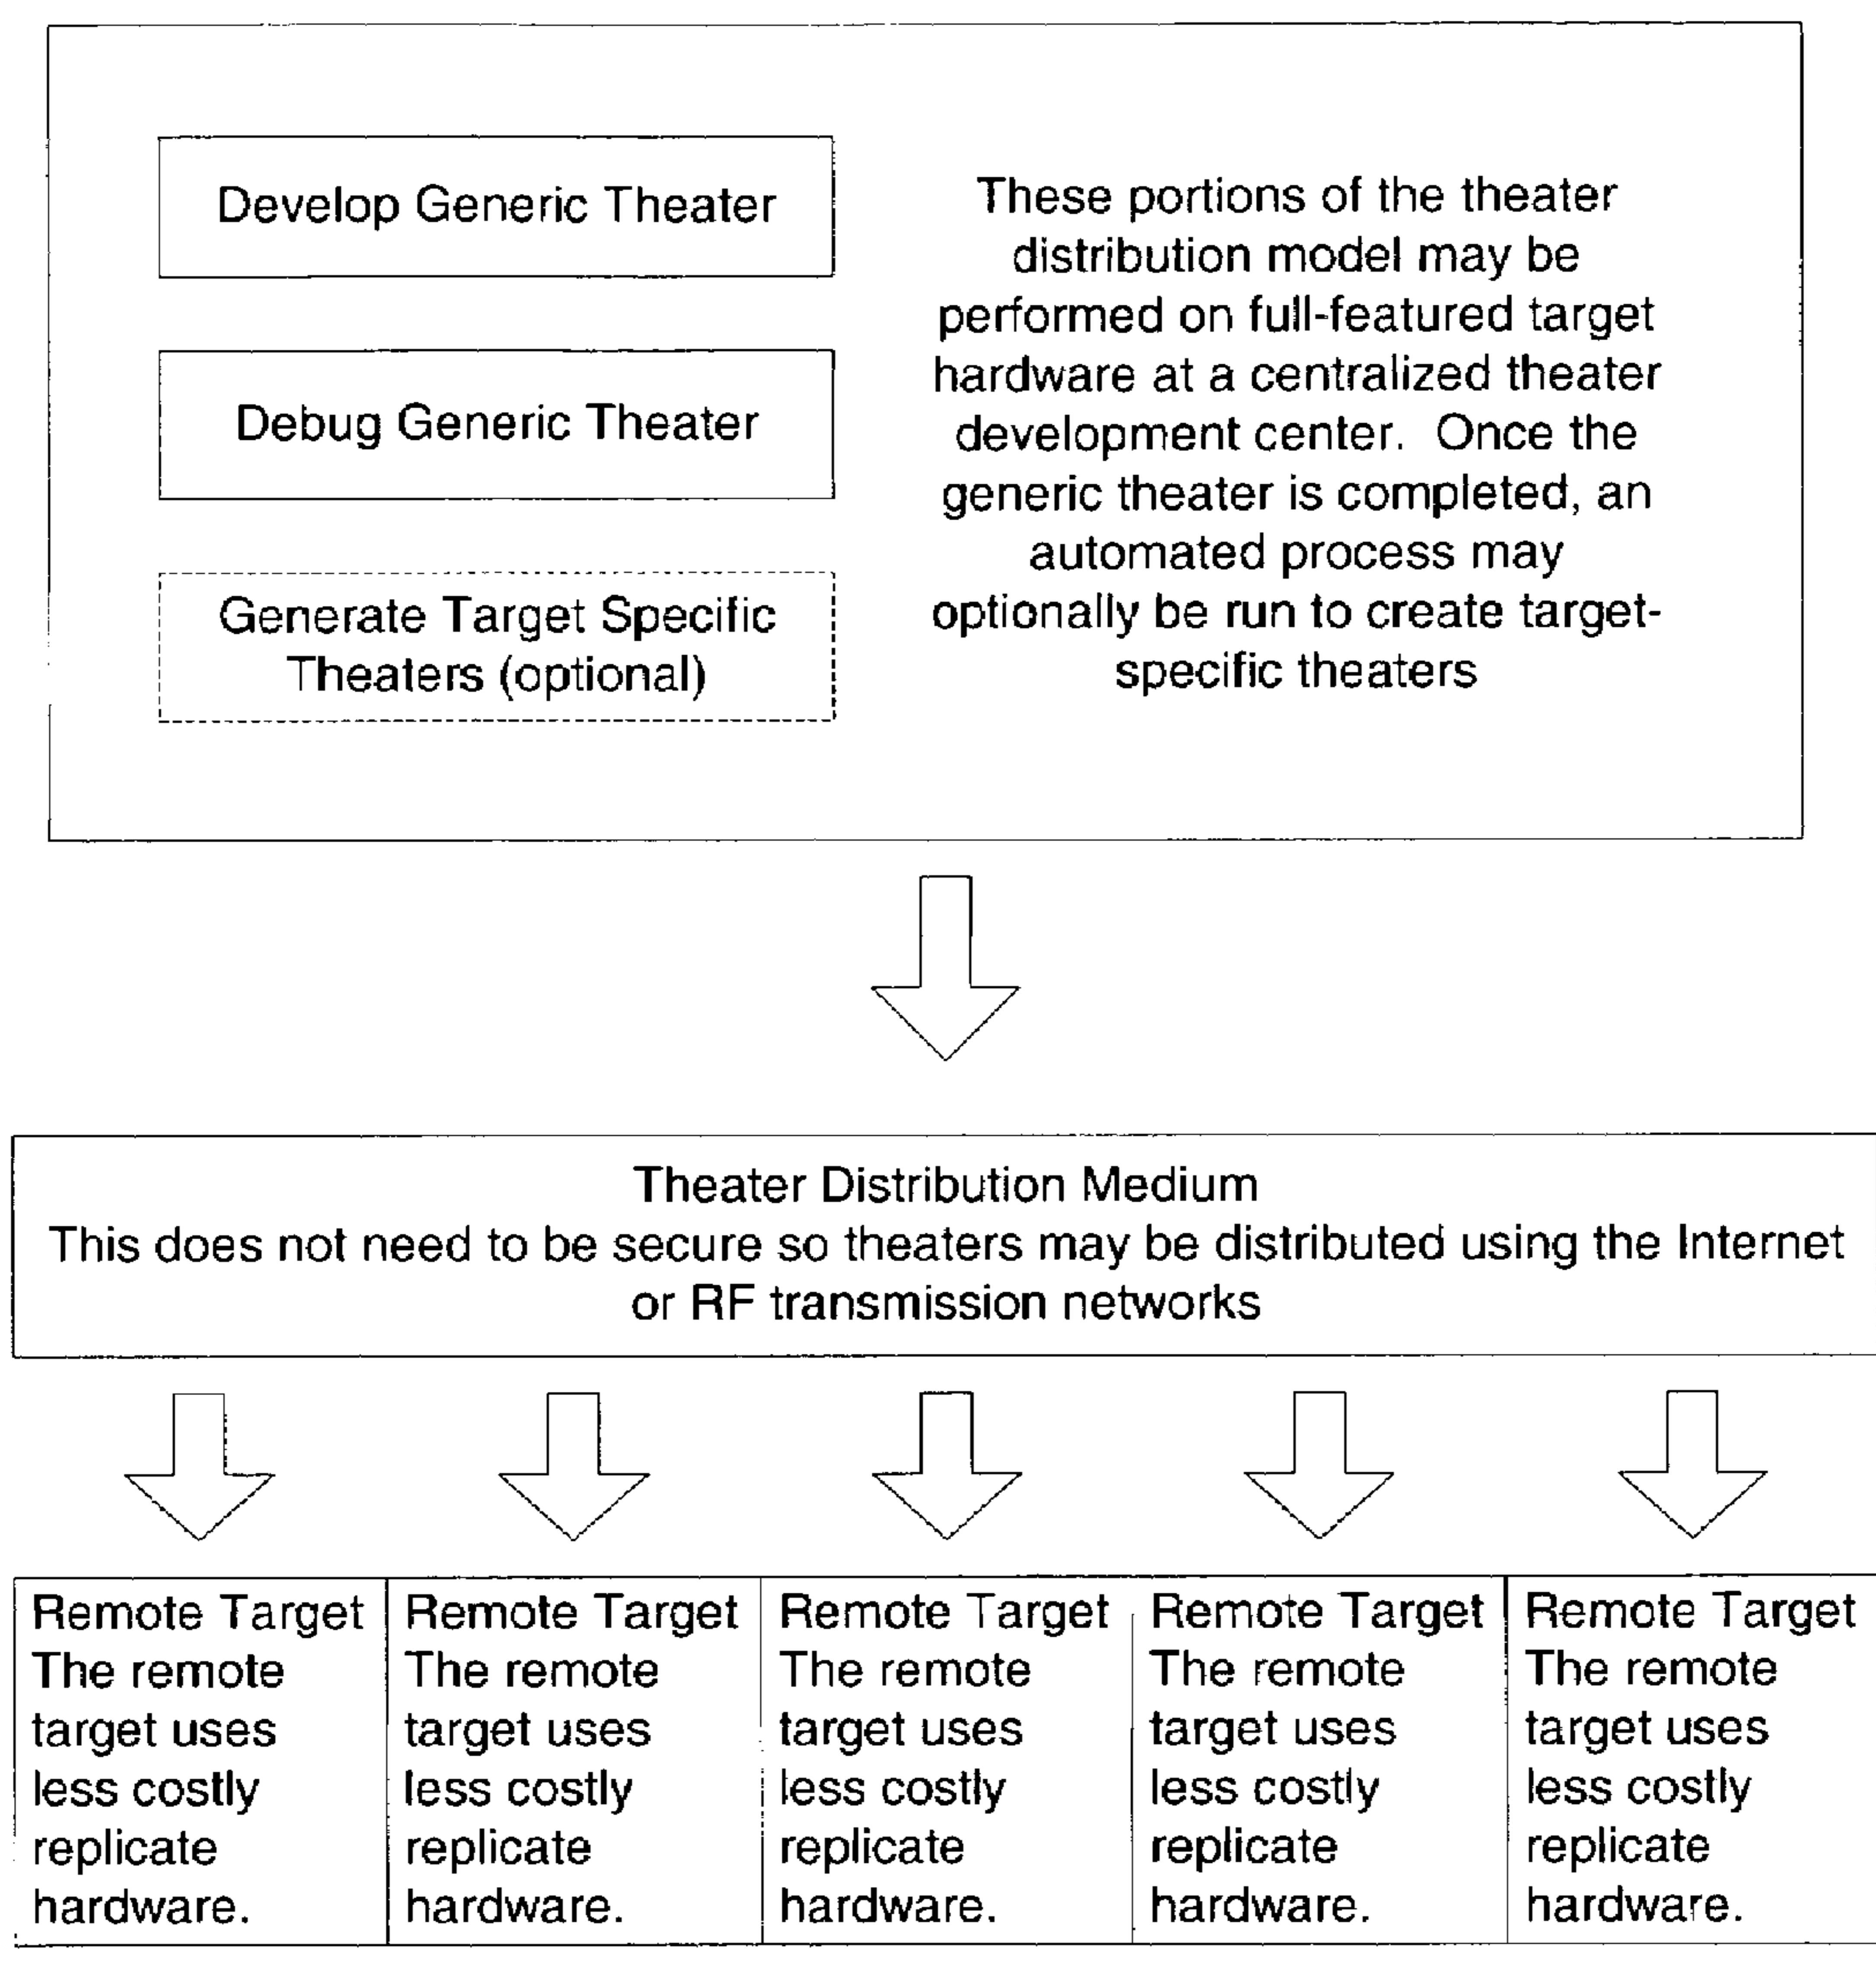 Develop Generic Theater
Debug Generic Theater
Generate Target Specific
Theaters (optional)
These portions of the theater
distribution model may be
performed on full-featured target
hardware at a centralized theater
development center. Once the
generic theater is completed, an
automated process may
optionally be run to create target-
specific theaters
Theater Distribution Medium
This does not need to be secure so theaters may be distributed using the Internet
or RF transmission networks
Remote Target
The remote
target uses
less costly
replicate
hardware.
Remote Target
The remote
target uses
less costly
replicate
hardware.
Remote Target
The remote
target uses
less costly
replicate
hardware.
Remote Target
The remote
target uses
less costly
replicate
hardware.
Remote Target
The remote
target uses
less costly
replicate
hardware.